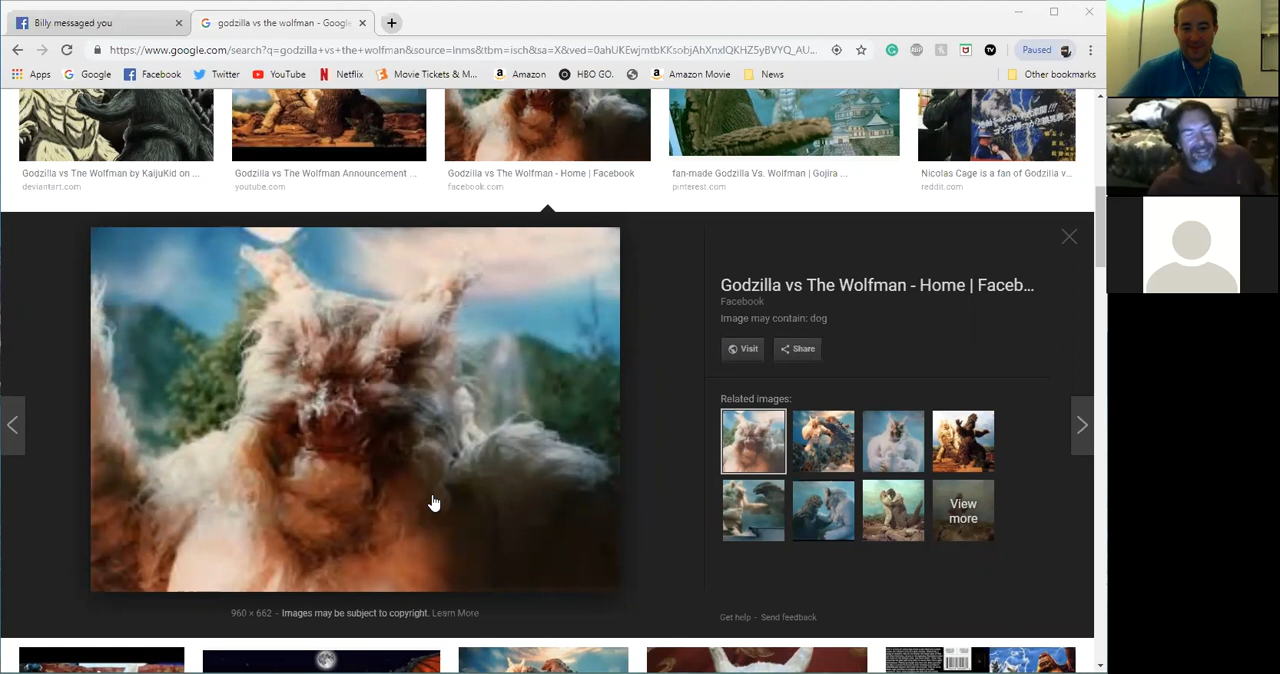 Billy messaged you
godzilla vs the wolfman - Google
https://www.google.com/search?q=godzilla+vs+the+wolfman&source=lnms&tbm=isch&sa=X&ved=0ahUKEwjmtbKKsobjAhXnxlQKHZ5yBVYQ_AU...
Paused
Apps Google Facebook Twitter YouTube Netflix Movie Tickets & M... Amazon HBO GO. Amazon Movie News Other bookmarks
Godzilla vs The Wolfman by KaijuKid on ...
deviantart.com
Godzilla vs The Wolfman Announcement ...
youtube.com
Godzilla vs The Wolfman - Home | Facebook
facebook.com
fan-made Godzilla Vs. Wolfman | Gojira ...
pinterest.com
Nicolas Cage is a fan of Godzilla v...
reddit.com
Godzilla vs The Wolfman - Home | Faceb...
Facebook
Image may contain: dog
Visit Share
Related images:
View
more
960 × 662 - Images may be subject to copyright. Learn More
Get help - Send feedback